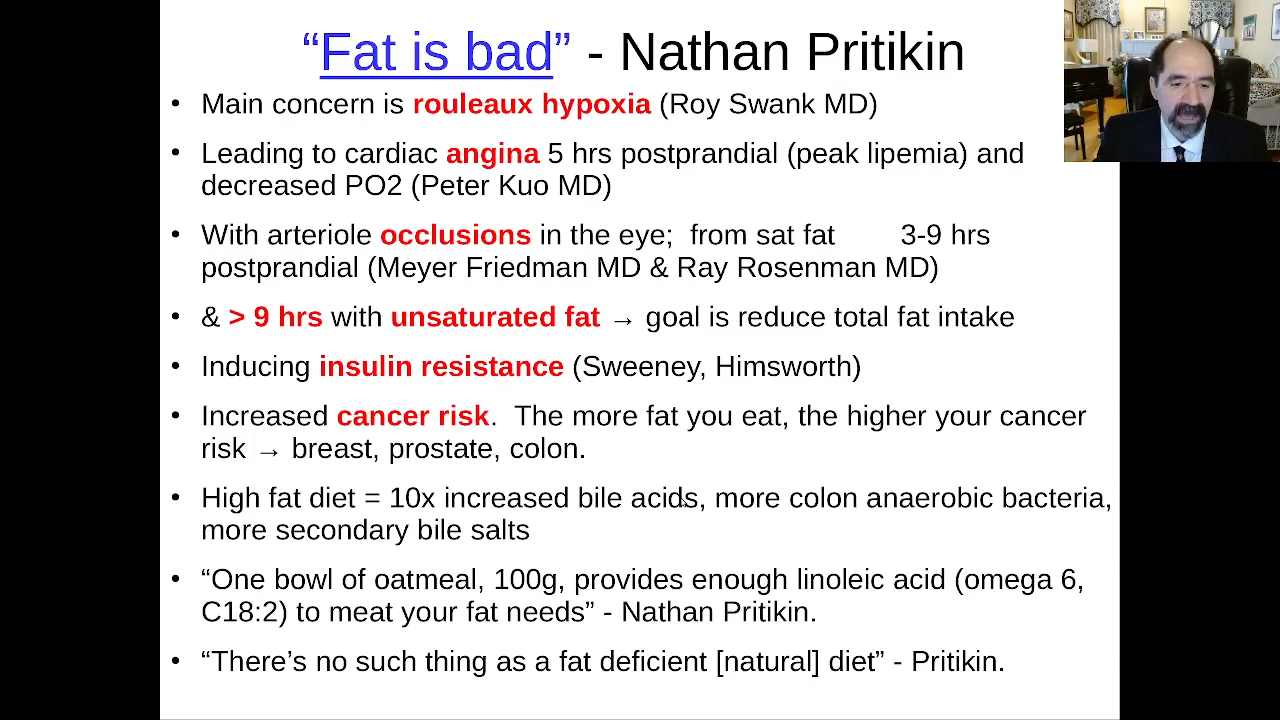 “Fat is bad” - Nathan Pritikin
• Main concern is rouleaux hypoxia (Roy Swank MD)
• Leading to cardiac angina 5 hrs postprandial (peak lipemia) and
decreased PO2 (Peter Kuo MD)
• With arteriole occlusions in the eye; from sat fat 3-9 hrs
postprandial (Meyer Friedman MD & Ray Rosenman MD)
• & > 9 hrs with unsaturated fat → goal is reduce total fat intake
• Inducing insulin resistance (Sweeney, Himsworth)
• Increased cancer risk. The more fat you eat, the higher your cancer
risk → breast, prostate, colon.
• High fat diet = 10x increased bile acids, more colon anaerobic bacteria,
more secondary bile salts
• “One bowl of oatmeal, 100g, provides enough linoleic acid (omega 6,
C18:2) to meat your fat needs” - Nathan Pritikin.
• “There’s no such thing as a fat deficient [natural] diet” - Pritikin.